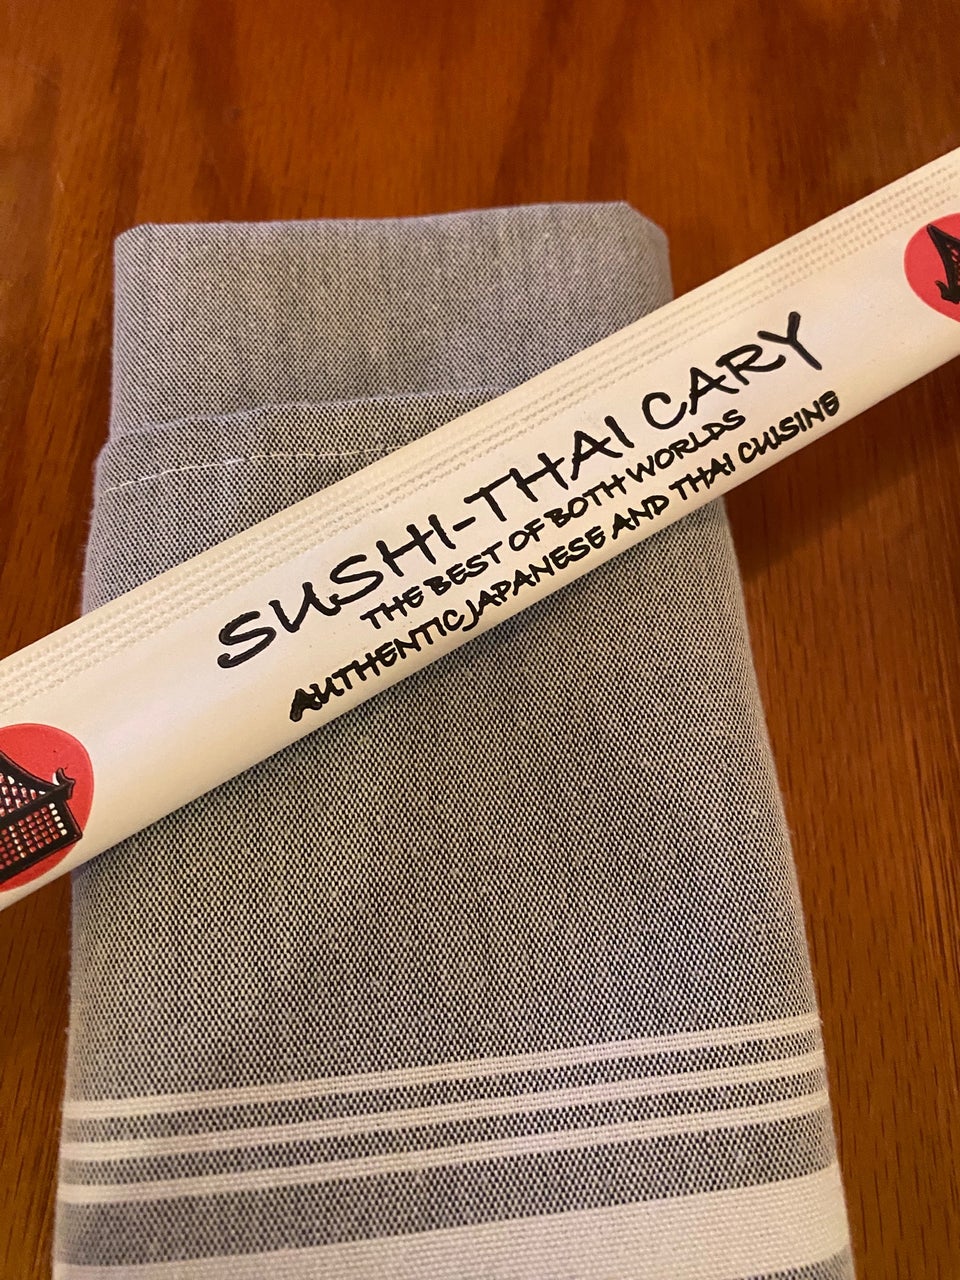 SUSHI-THAI CARY
THE BEST OF BOTH WORLDS
AUTHENTIC JAPANESE AND THAI CUISINE